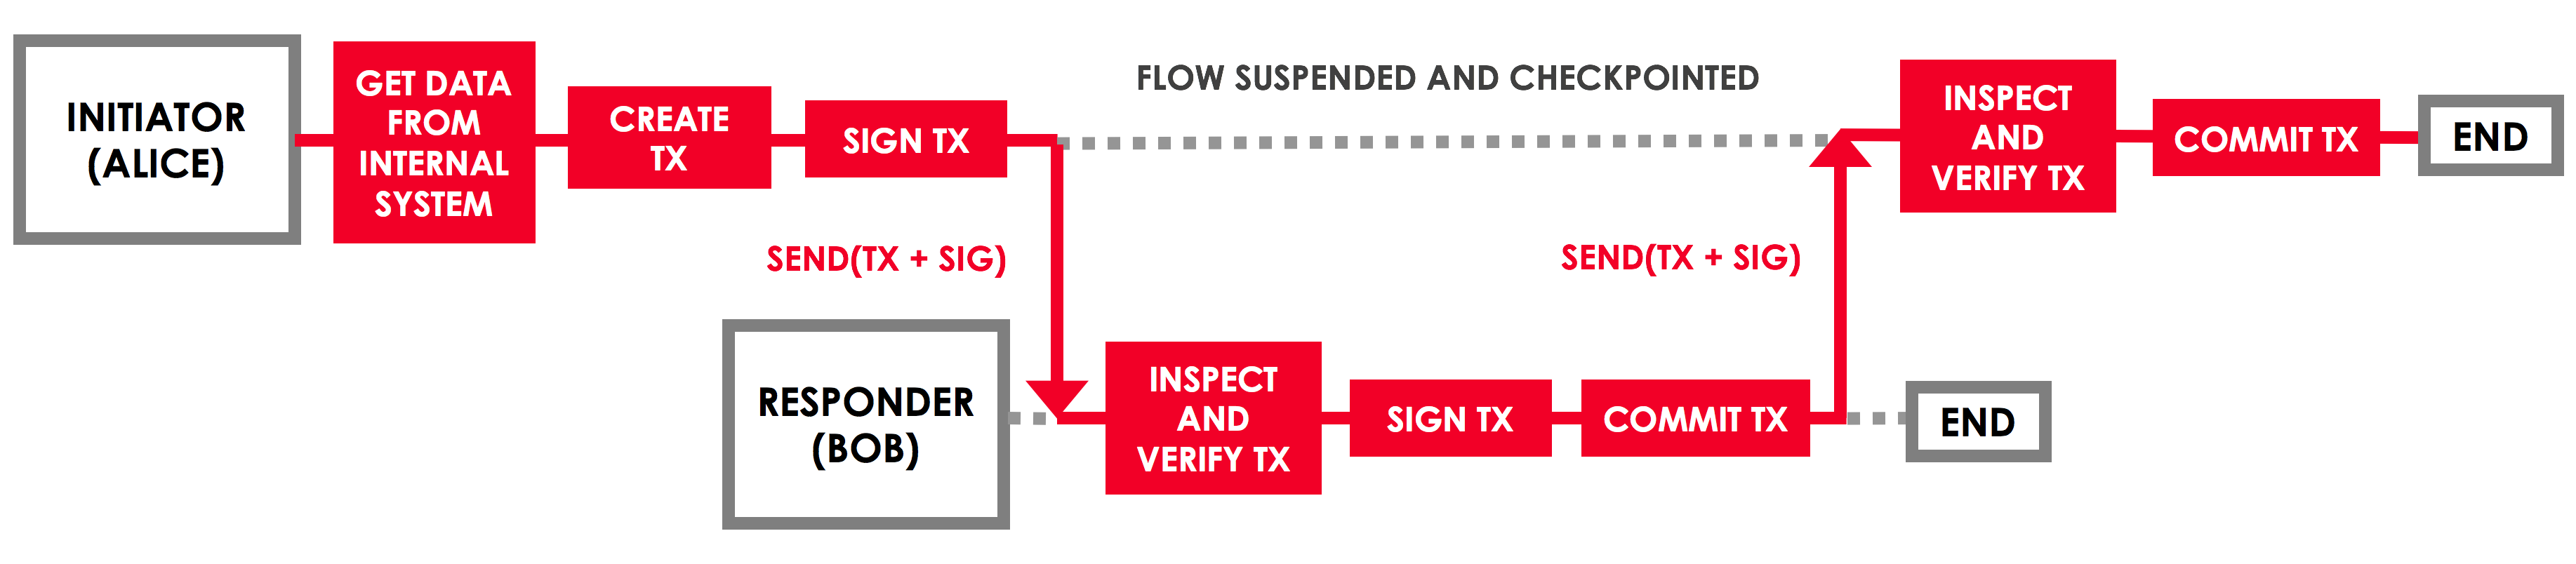 INITIATOR
(ALICE)
GET DATA
FROM
INTERNAL
SYSTEM
CREATE
TX
SIGN TX
FLOW SUSPENDED AND CHECKPOINTED
INSPECT
AND
VERIFY TX
COMMIT TX
END
SEND(TX + SIG)
SEND(TX + SIG)
RESPONDER
(BOB)
INSPECT
AND
VERIFY TX
SIGN TX
COMMIT TX
END